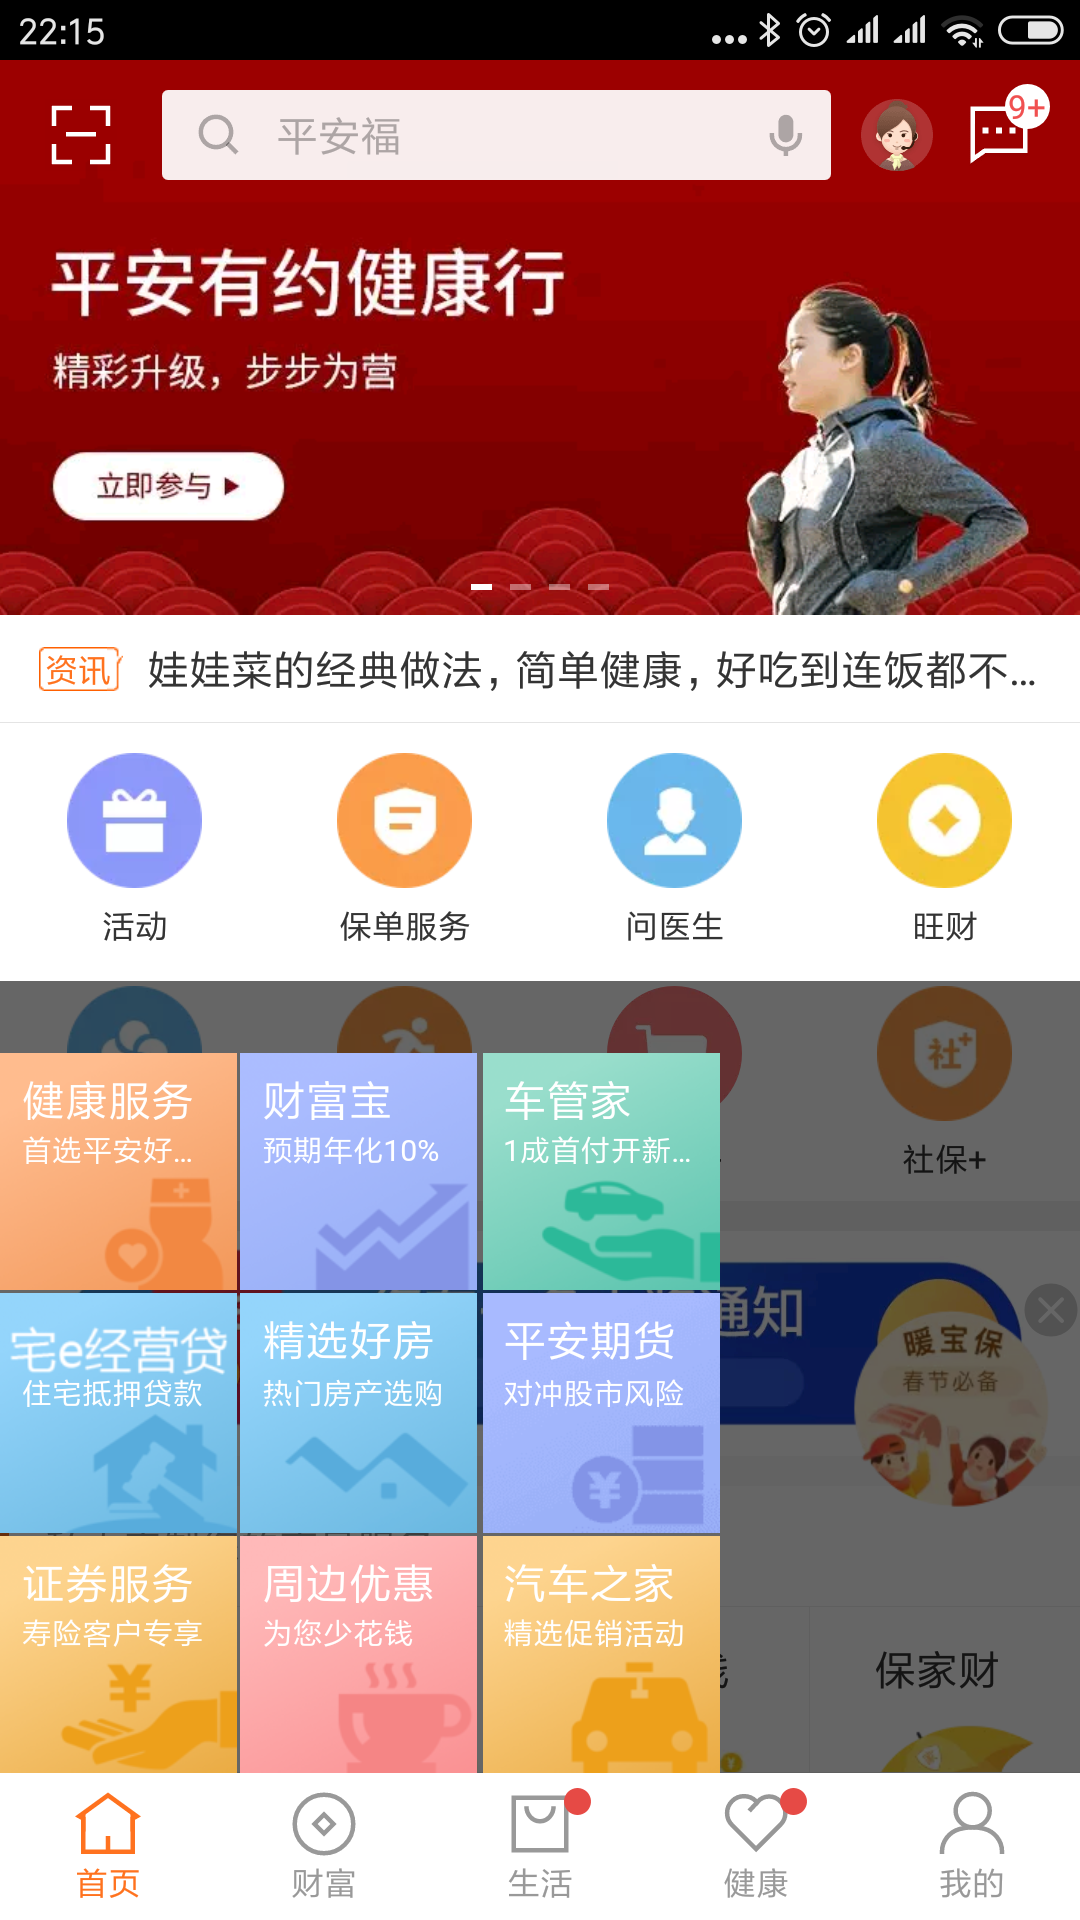 22:15
平安福
9+
平安有约健康行
精彩升级，步步为营
立即参与
资讯
娃娃菜的经典做法，简单健康，好吃到连饭都不...
活动
保单服务
问医生
旺财
社+
社保+
健康服务
首选平安好...
财富宝
预期年化10%
车管家
1成首付开新...
通知
暖宝保
春节必备
宅e经营贷
住宅抵押贷款
精选好房
热门房产选购
平安期货
对冲股市风险
证券服务
寿险客户专享
周边优惠
为您少花钱
汽车之家
精选促销活动
保家财
首页
财富
生活
健康
我的